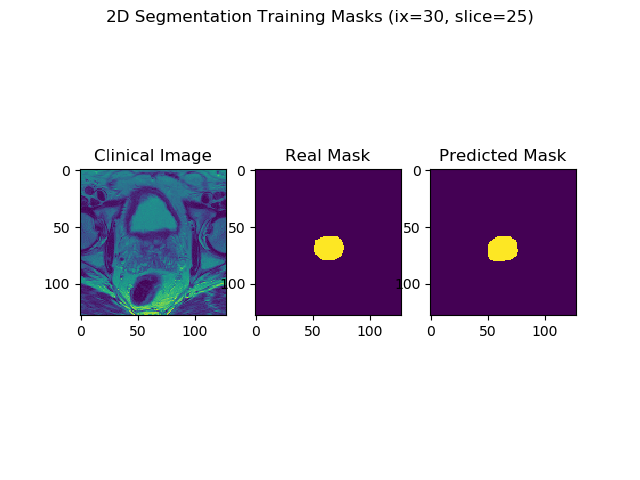 2D Segmentation Training Masks (ix=30, slice=25)
Clinical Image Real Mask Predicted Mask
0 0 0
50 50 50
100 100 100
0 50 100 0 50 100 0 50 100